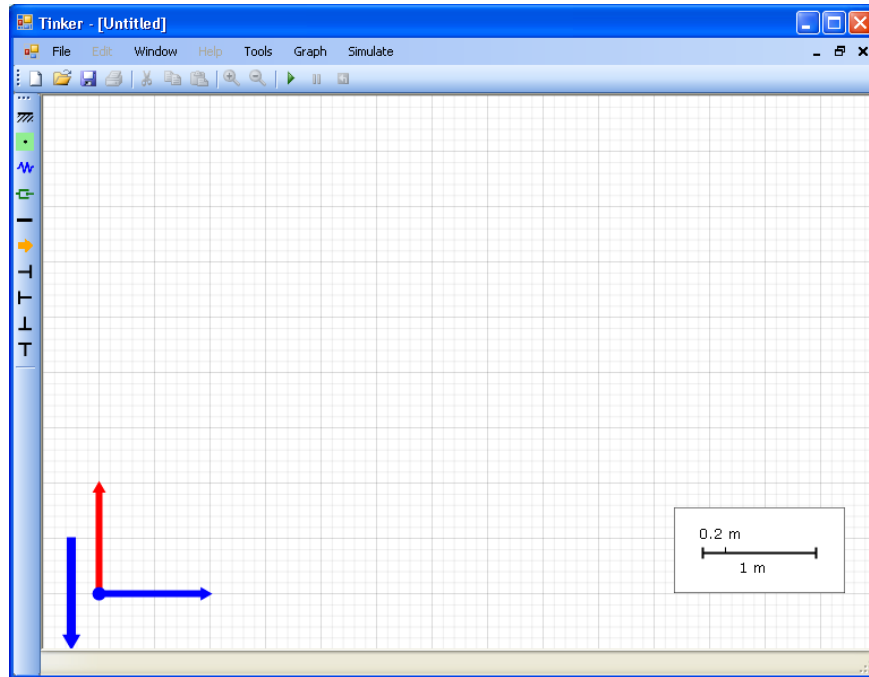 Tinker - [Untitled]
File Edit Window Help Tools Graph Simulate
0.2 m
1 m